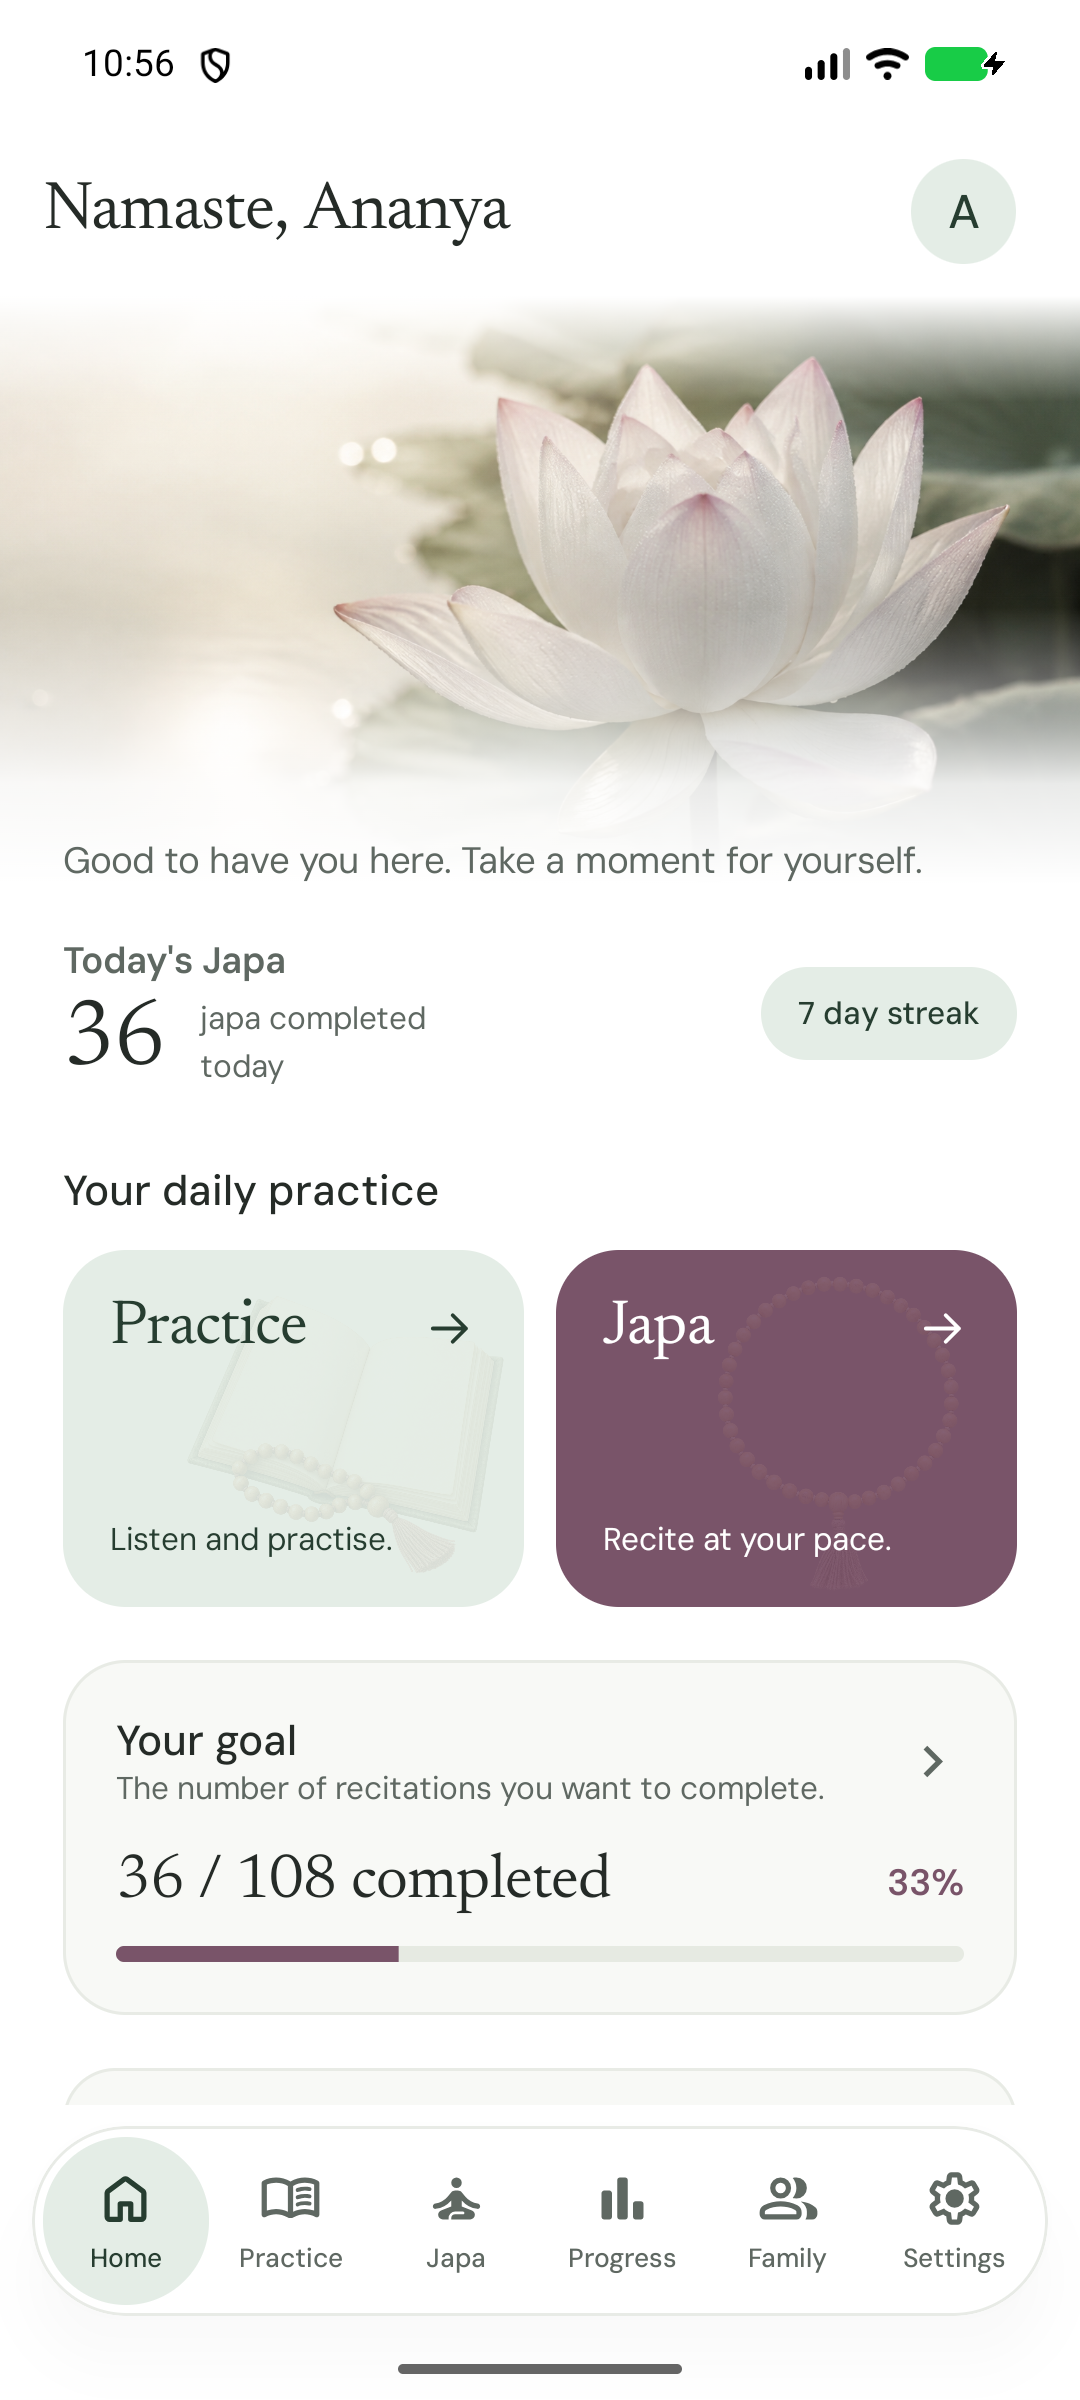 10:56
Namaste, Ananya
A
Good to have you here. Take a moment for yourself.
Today's Japa
36 japa completed
today
7 day streak
Your daily practice
Practice
Listen and practise.
Japa
Recite at your pace.
Your goal
The number of recitations you want to complete.
36 / 108 completed
33%
Home
Practice
Japa
Progress
Family
Settings